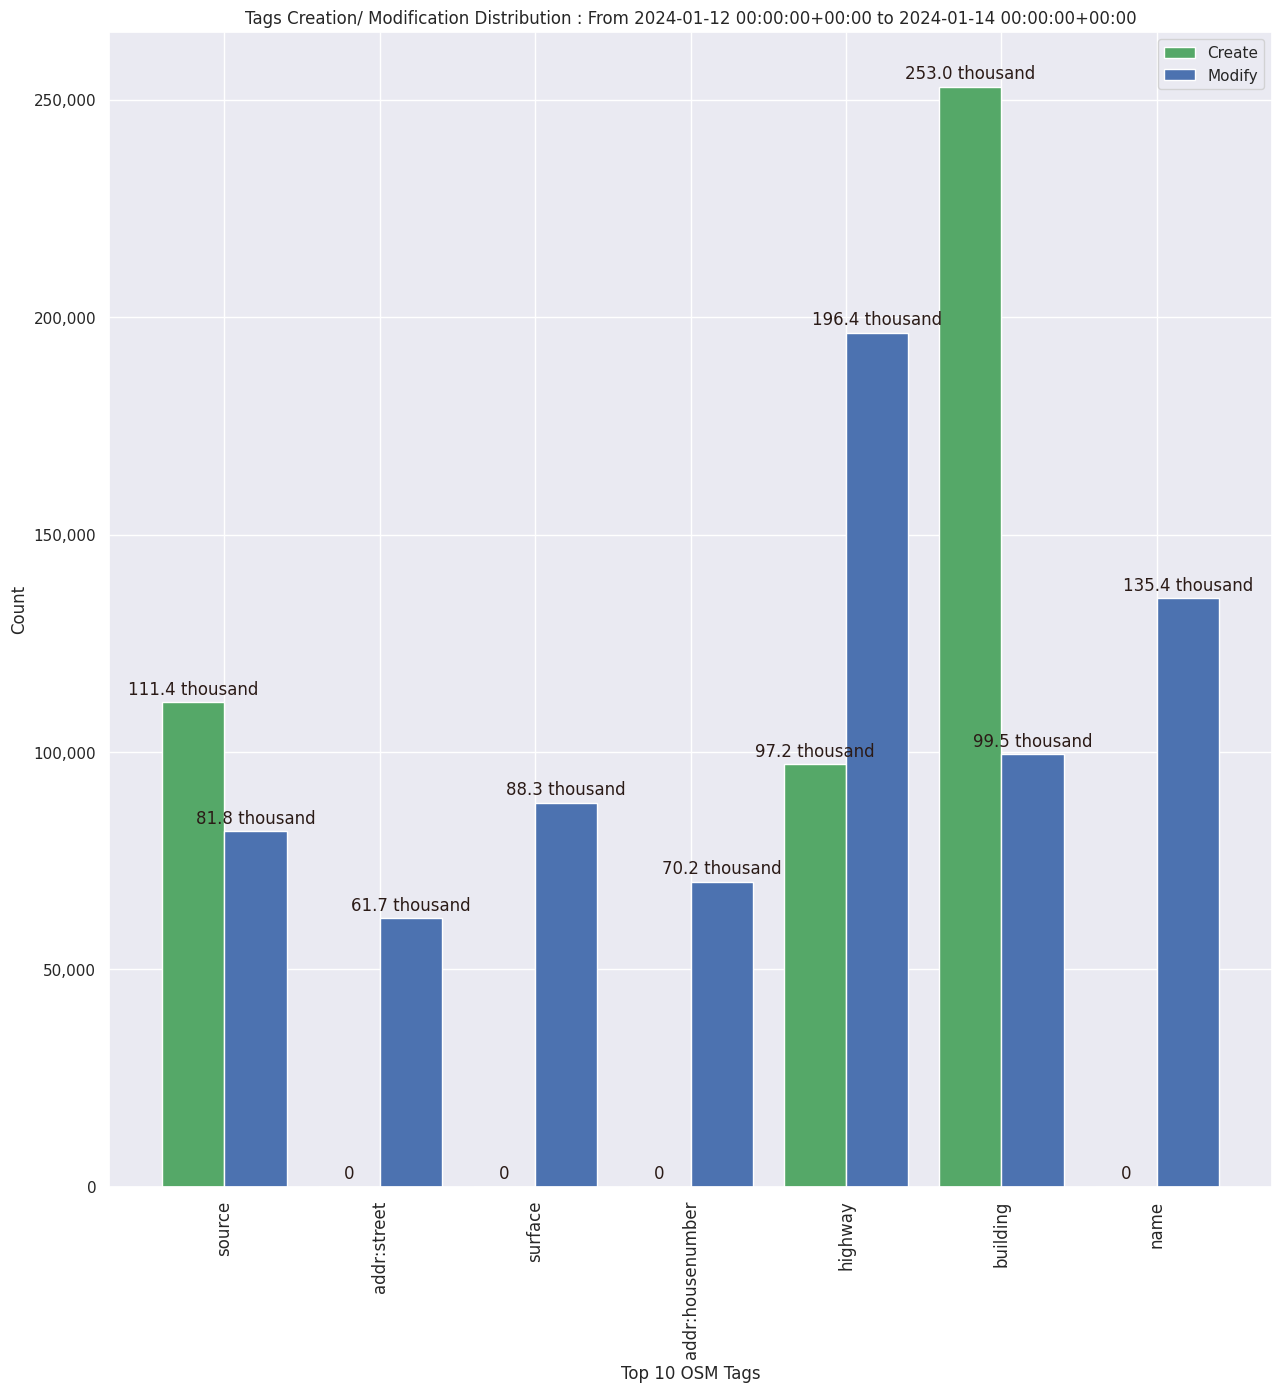 Tags Creation/ Modification Distribution : From 2024-01-12 00:00:00+00:00 to 2024-01-14 00:00:00+00:00
Create
Modify
Count
250,000
200,000
150,000
100,000
50,000
0
111.4 thousand
81.8 thousand
0
61.7 thousand
0
88.3 thousand
0
70.2 thousand
97.2 thousand
196.4 thousand
253.0 thousand
99.5 thousand
0
135.4 thousand
source
addr:street
surface
addr:housenumber
highway
building
name
Top 10 OSM Tags